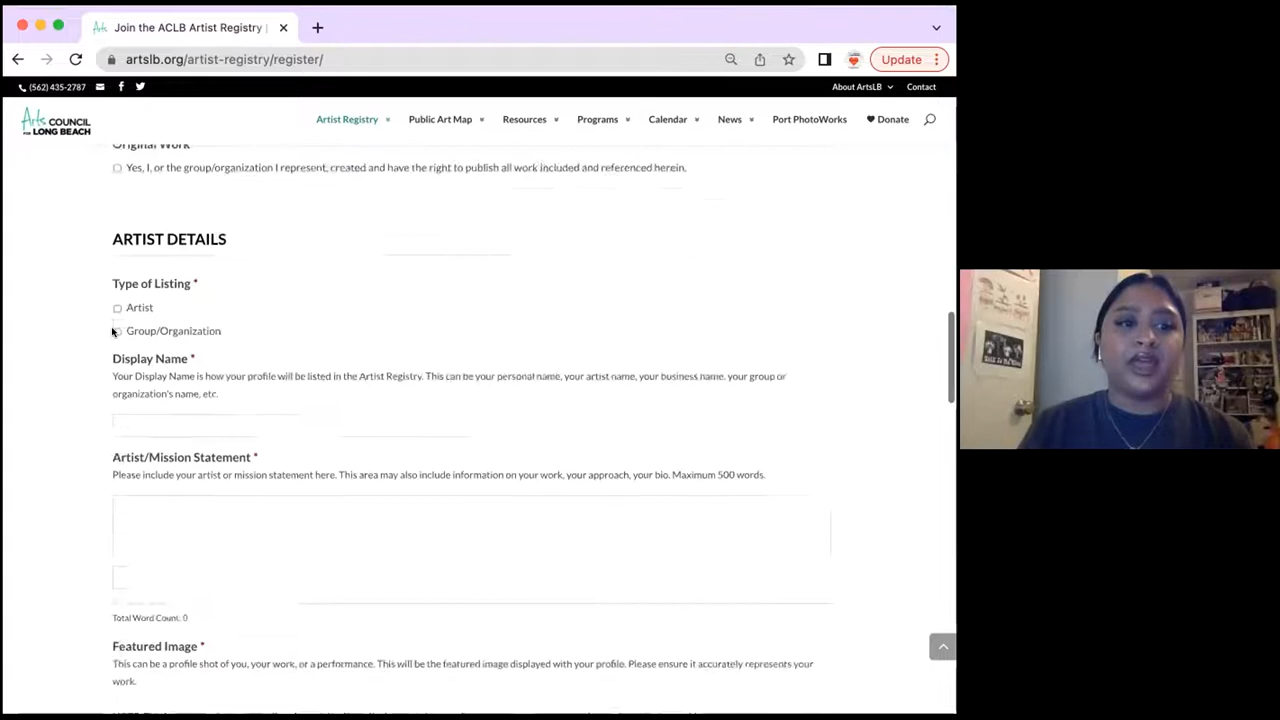 Join the ACLB Artist Registry |
artslb.org/artist-registry/register/
Update
(562) 435-2787
About ArtsLB
Contact
Arts COUNCIL
FOR LONG BEACH
Artist Registry
Public Art Map
Resources
Programs
Calendar
News
Port PhotoWorks
Donate
Original Work
Yes, I, or the group/organization I represent, created and have the right to publish all work included and referenced herein.
ARTIST DETAILS
Type of Listing *
Artist
Group/Organization
Display Name *
Your Display Name is how your profile will be listed in the Artist Registry. This can be your personal name, your artist name, your business name, your group or
organization's name, etc.
Artist/Mission Statement *
Please include your artist or mission statement here. This area may also include information on your work, your approach, your bio. Maximum 500 words.
Total Word Count: 0
Featured Image *
This can be a profile shot of you, your work, or a performance. This will be the featured image displayed with your profile. Please ensure it accurately represents your
work.